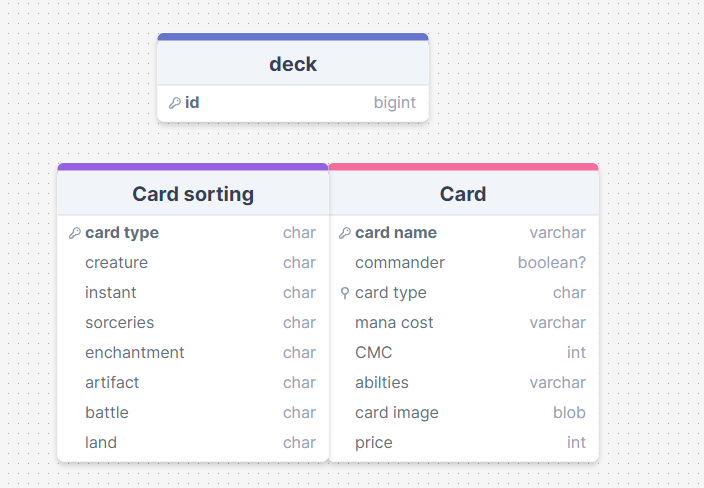 deck
id bigint
Card sorting
card type char
creature char
instant char
sorceries char
enchantment char
artifact char
battle char
land char
Card
card name varchar
commander boolean?
card type char
mana cost varchar
CMC int
abilties varchar
card image blob
price int